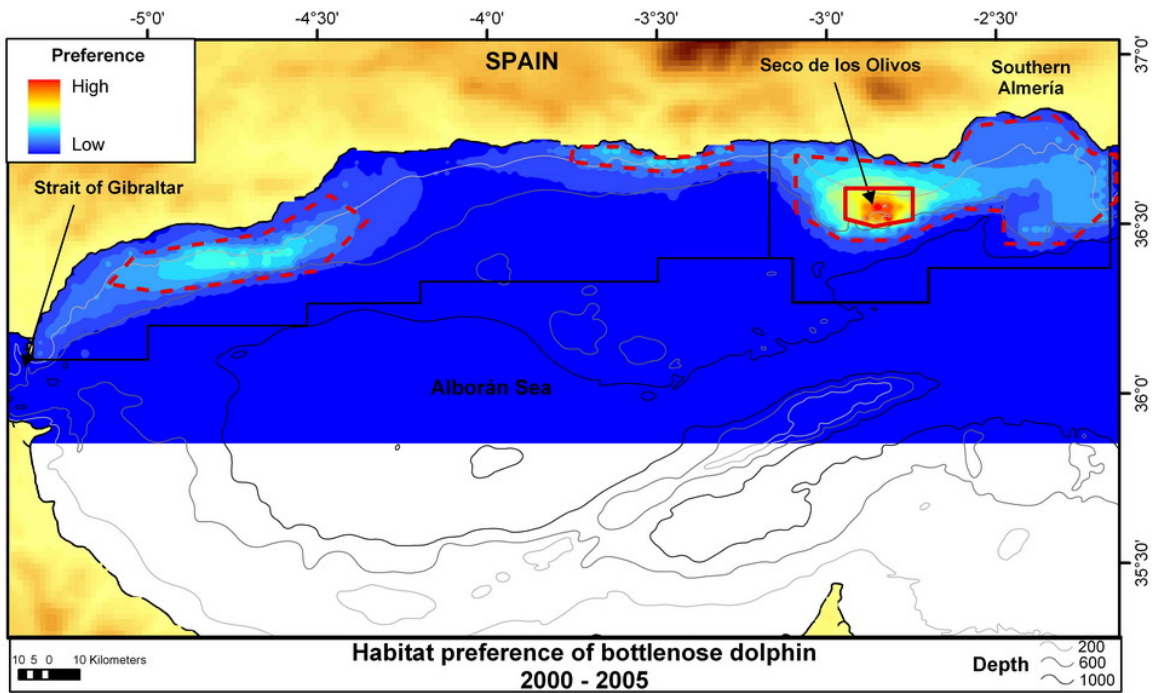 -5°0' -4°30' -4°0' -3°30' -3°0' -2°30'
Preference
High
Low
SPAIN
Seco de los Olivos
Southern
Almería
Strait of Gibraltar
Alborán Sea
37°0'
36°30'
36°0'
35°30'
10 5 0 10 Kilometers
Habitat preference of bottlenose dolphin
2000 - 2005
Depth
200
600
1000